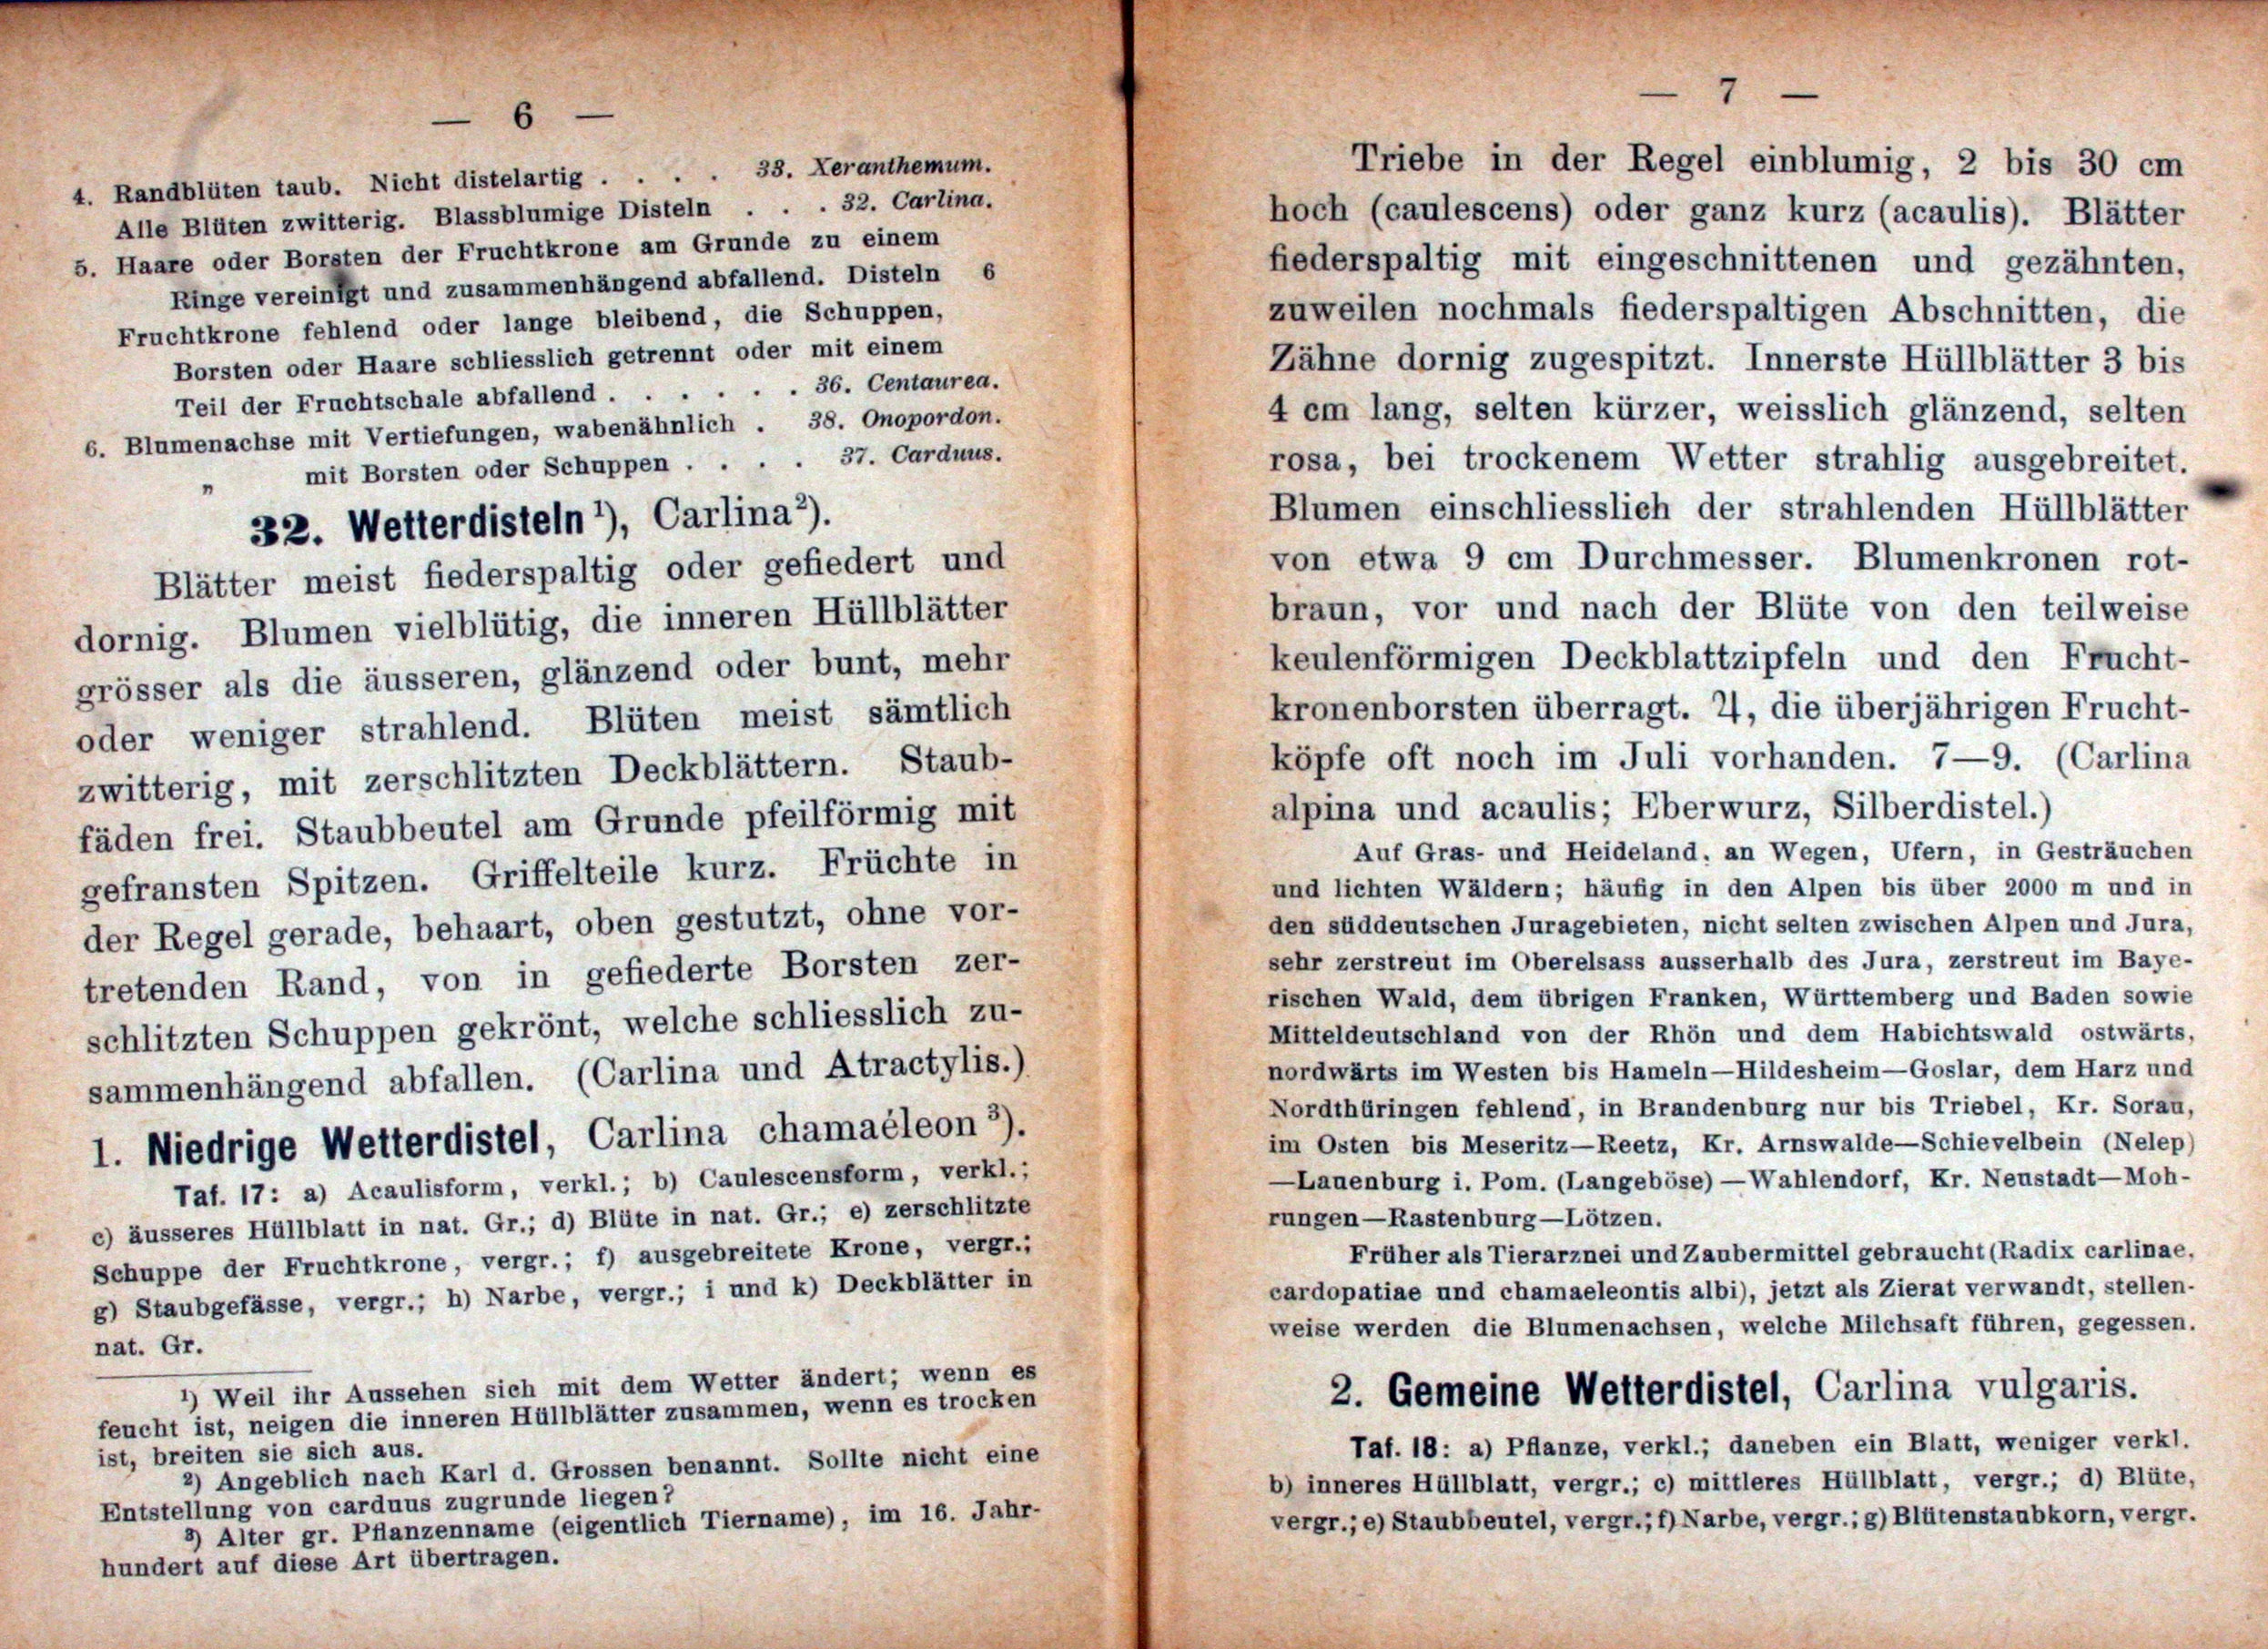 — 6 —
4. Randblüten taub. Nicht distelartig . . . . 33. Xeranthemum.
Alle Blüten zwitterig. Blassblumige Disteln . . . 32. Carlina.
5. Haare oder Borsten der Fruchtkrone am Grunde zu einem
Ringe vereinigt und zusammenhängend abfallend. Disteln 6
Fruchtkrone fehlend oder lange bleibend, die Schuppen,
Borsten oder Haare schliesslich getrennt oder mit einem
Teil der Fruchtschale abfallend . . . . . . 36. Centaurea.
6. Blumenachse mit Vertiefungen, wabenähnlich . 38. Onopordon.
„ mit Borsten oder Schuppen . . . . 37. Carduus.
32. Wetterdisteln¹), Carlina²).
Blätter meist fiederspaltig oder gefiedert und
dornig. Blumen vielblütig, die inneren Hüllblätter
grösser als die äusseren, glänzend oder bunt, mehr
oder weniger strahlend. Blüten meist sämtlich
zwitterig, mit zerschlitzten Deckblättern. Staub-
fäden frei. Staubbeutel am Grunde pfeilförmig mit
gefransten Spitzen. Griffelteile kurz. Früchte in
der Regel gerade, behaart, oben gestutzt, ohne vor-
tretenden Rand, von in gefiederte Borsten zer-
schlitzten Schuppen gekrönt, welche schliesslich zu-
sammenhängend abfallen. (Carlina und Atractylis.)
1. Niedrige Wetterdistel, Carlina chamaéleon³).
Taf. 17: a) Acaulisform, verkl.; b) Caulescensform, verkl.;
c) äusseres Hüllblatt in nat. Gr.; d) Blüte in nat. Gr.; e) zerschlitzte
Schuppe der Fruchtkrone, vergr.; f) ausgebreitete Krone, vergr.;
g) Staubgefässe, vergr.; h) Narbe, vergr.; i und k) Deckblätter in
nat. Gr.
¹) Weil ihr Aussehen sich mit dem Wetter ändert; wenn es
feucht ist, neigen die inneren Hüllblätter zusammen, wenn es trocken
ist, breiten sie sich aus.
²) Angeblich nach Karl d. Grossen benannt. Sollte nicht eine
Entstellung von carduus zugrunde liegen?
³) Alter gr. Pflanzenname (eigentlich Tiername), im 16. Jahr-
hundert auf diese Art übertragen.
— 7 —
Triebe in der Regel einblumig, 2 bis 30 cm
hoch (caulescens) oder ganz kurz (acaulis). Blätter
fiederspaltig mit eingeschnittenen und gezähnten,
zuweilen nochmals fiederspaltigen Abschnitten, die
Zähne dornig zugespitzt. Innerste Hüllblätter 3 bis
4 cm lang, selten kürzer, weisslich glänzend, selten
rosa, bei trockenem Wetter strahlig ausgebreitet.
Blumen einschliesslich der strahlenden Hüllblätter
von etwa 9 cm Durchmesser. Blumenkronen rot-
braun, vor und nach der Blüte von den teilweise
keulenförmigen Deckblattzipfeln und den Frucht-
kronenborsten überragt. ♃, die überjährigen Frucht-
köpfe oft noch im Juli vorhanden. 7—9. (Carlina
alpina und acaulis; Eberwurz, Silberdistel.)
Auf Gras- und Heideland, an Wegen, Ufern, in Gesträuchen
und lichten Wäldern; häufig in den Alpen bis über 2000 m und in
den süddeutschen Juragebieten, nicht selten zwischen Alpen und Jura,
sehr zerstreut im Oberelsass ausserhalb des Jura, zerstreut im Baye-
rischen Wald, dem übrigen Franken, Württemberg und Baden sowie
Mitteldeutschland von der Rhön und dem Habichtswald ostwärts,
nordwärts im Westen bis Hameln—Hildesheim—Goslar, dem Harz und
Nordthüringen fehlend, in Brandenburg nur bis Triebel, Kr. Sorau,
im Osten bis Meseritz—Reetz, Kr. Arnswalde—Schievelbein (Nelep)
—Lauenburg i. Pom. (Langeböse) —Wahlendorf, Kr. Neustadt—Moh-
rungen—Rastenburg—Lötzen.
Früher als Tierarznei und Zaubermittel gebraucht (Radix carlinae,
cardopatiae und chamaeleontis albi), jetzt als Zierat verwandt, stellen-
weise werden die Blumenachsen, welche Milchsaft führen, gegessen.
2. Gemeine Wetterdistel, Carlina vulgaris.
Taf. 18: a) Pflanze, verkl.; daneben ein Blatt, weniger verkl.
b) inneres Hüllblatt, vergr.; c) mittleres Hüllblatt, vergr.; d) Blüte,
vergr.; e) Staubbeutel, vergr.; f) Narbe, vergr.; g) Blütenstaubkorn, vergr.